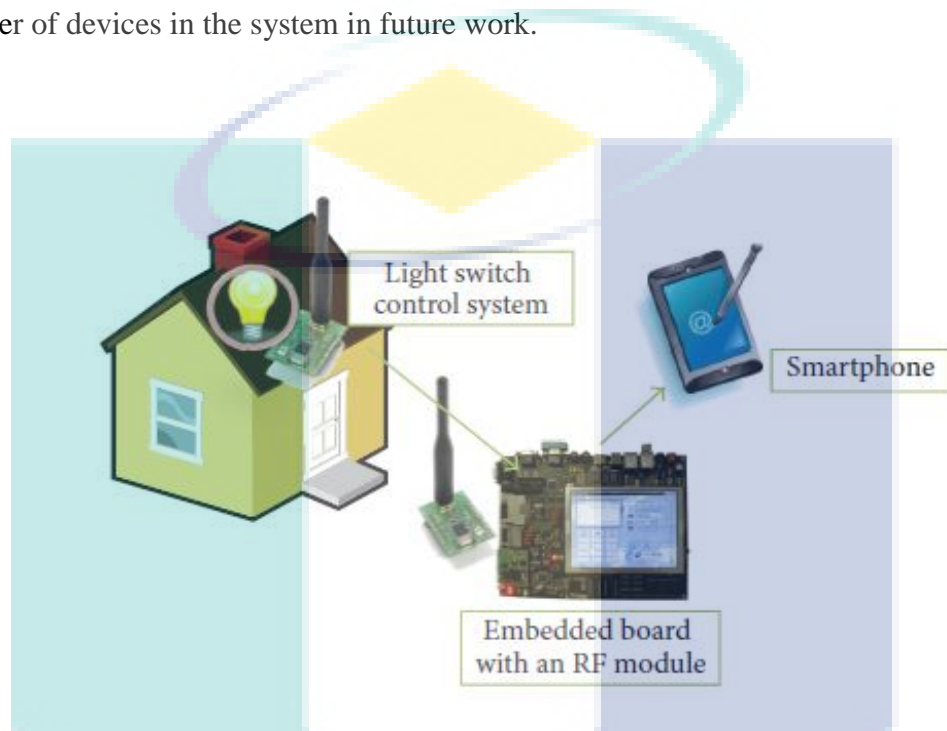 er of devices in the system in future work.
Light switch
control system
@
Smartphone
Embedded board
with an RF module